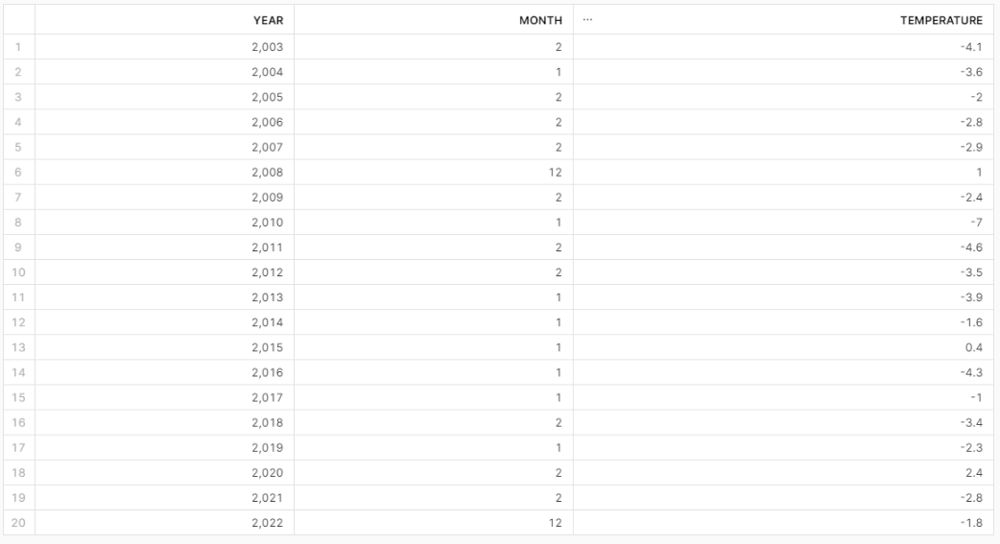 YEAR MONTH ... TEMPERATURE
1 2,003 2 -4.1
2 2,004 1 -3.6
3 2,005 2 -2
4 2,006 2 -2.8
5 2,007 2 -2.9
6 2,008 12 1
7 2,009 2 -2.4
8 2,010 1 -7
9 2,011 2 -4.6
10 2,012 2 -3.5
11 2,013 1 -3.9
12 2,014 1 -1.6
13 2,015 1 0.4
14 2,016 1 -4.3
15 2,017 1 -1
16 2,018 2 -3.4
17 2,019 1 -2.3
18 2,020 2 2.4
19 2,021 2 -2.8
20 2,022 12 -1.8